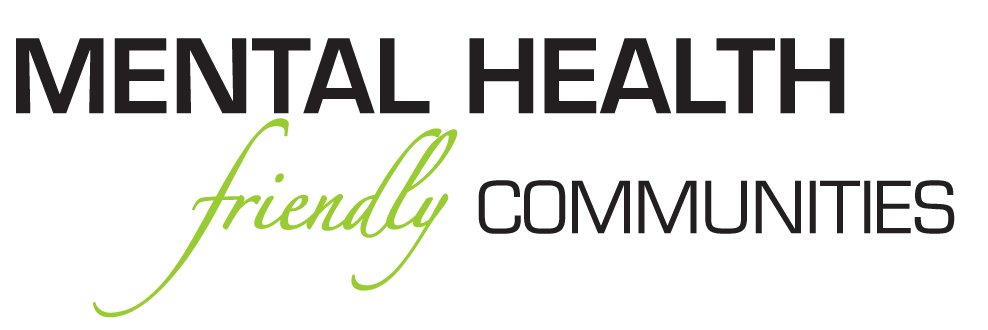 MENTAL HEALTH
friendly COMMUNITIES